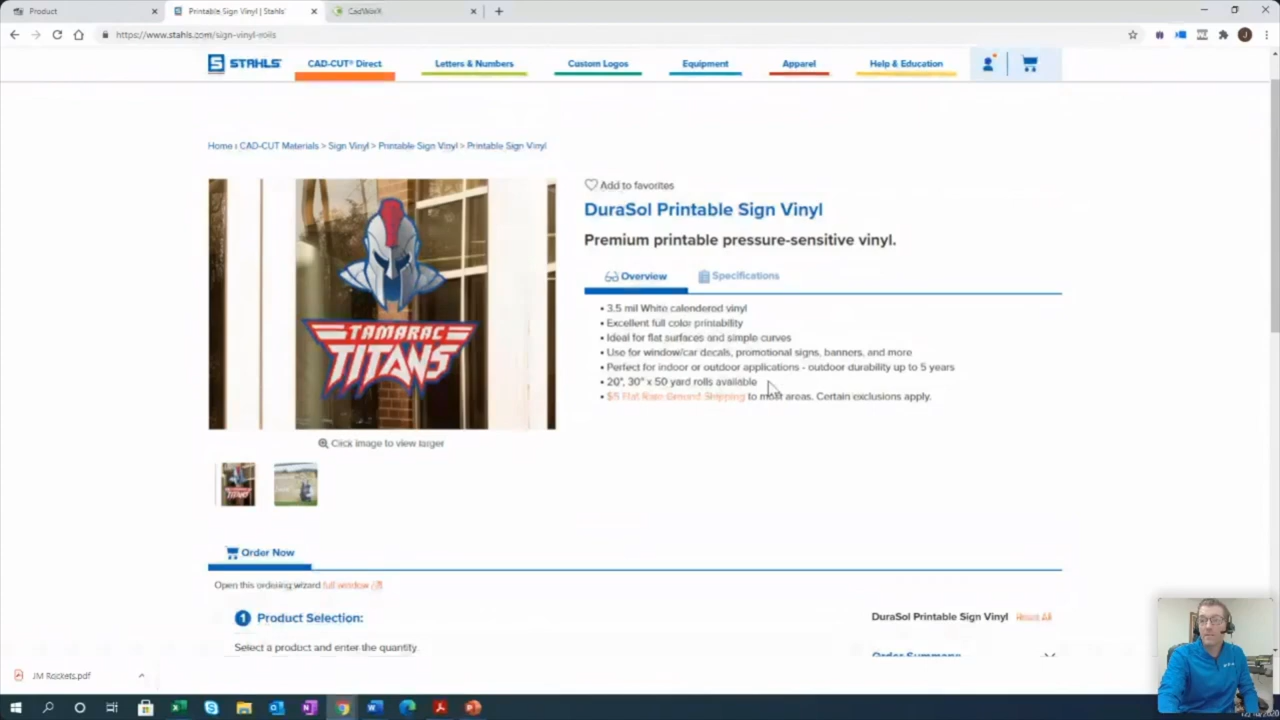 Product
Printable Sign Vinyl | Stahls'
CadWorX
https://www.stahls.com/sign-vinyl-rolls
STAHLS'
CAD-CUT® Direct
Letters & Numbers
Custom Logos
Equipment
Apparel
Help & Education
Home › CAD-CUT Materials > Sign Vinyl > Printable Sign Vinyl > Printable Sign Vinyl
Add to favorites
DuraSol Printable Sign Vinyl
Premium printable pressure-sensitive vinyl.
Overview
Specifications
• 3.5 mil White calendered vinyl
• Excellent full color printability
• Ideal for flat surfaces and simple curves
• Use for window/car decals, promotional signs, banners, and more
• Perfect for indoor or outdoor applications - outdoor durability up to 5 years
• 20", 30" x 50 yard rolls available
• $5 Flat Rate Ground Shipping to most areas. Certain exclusions apply.
TAMARAC
TITANS
Click image to view larger
Order Now
Open this ordering wizard full window
1 Product Selection:
Select a product and enter the quantity
DuraSol Printable Sign Vinyl Reset All
Order Summary
JM Rockets.pdf